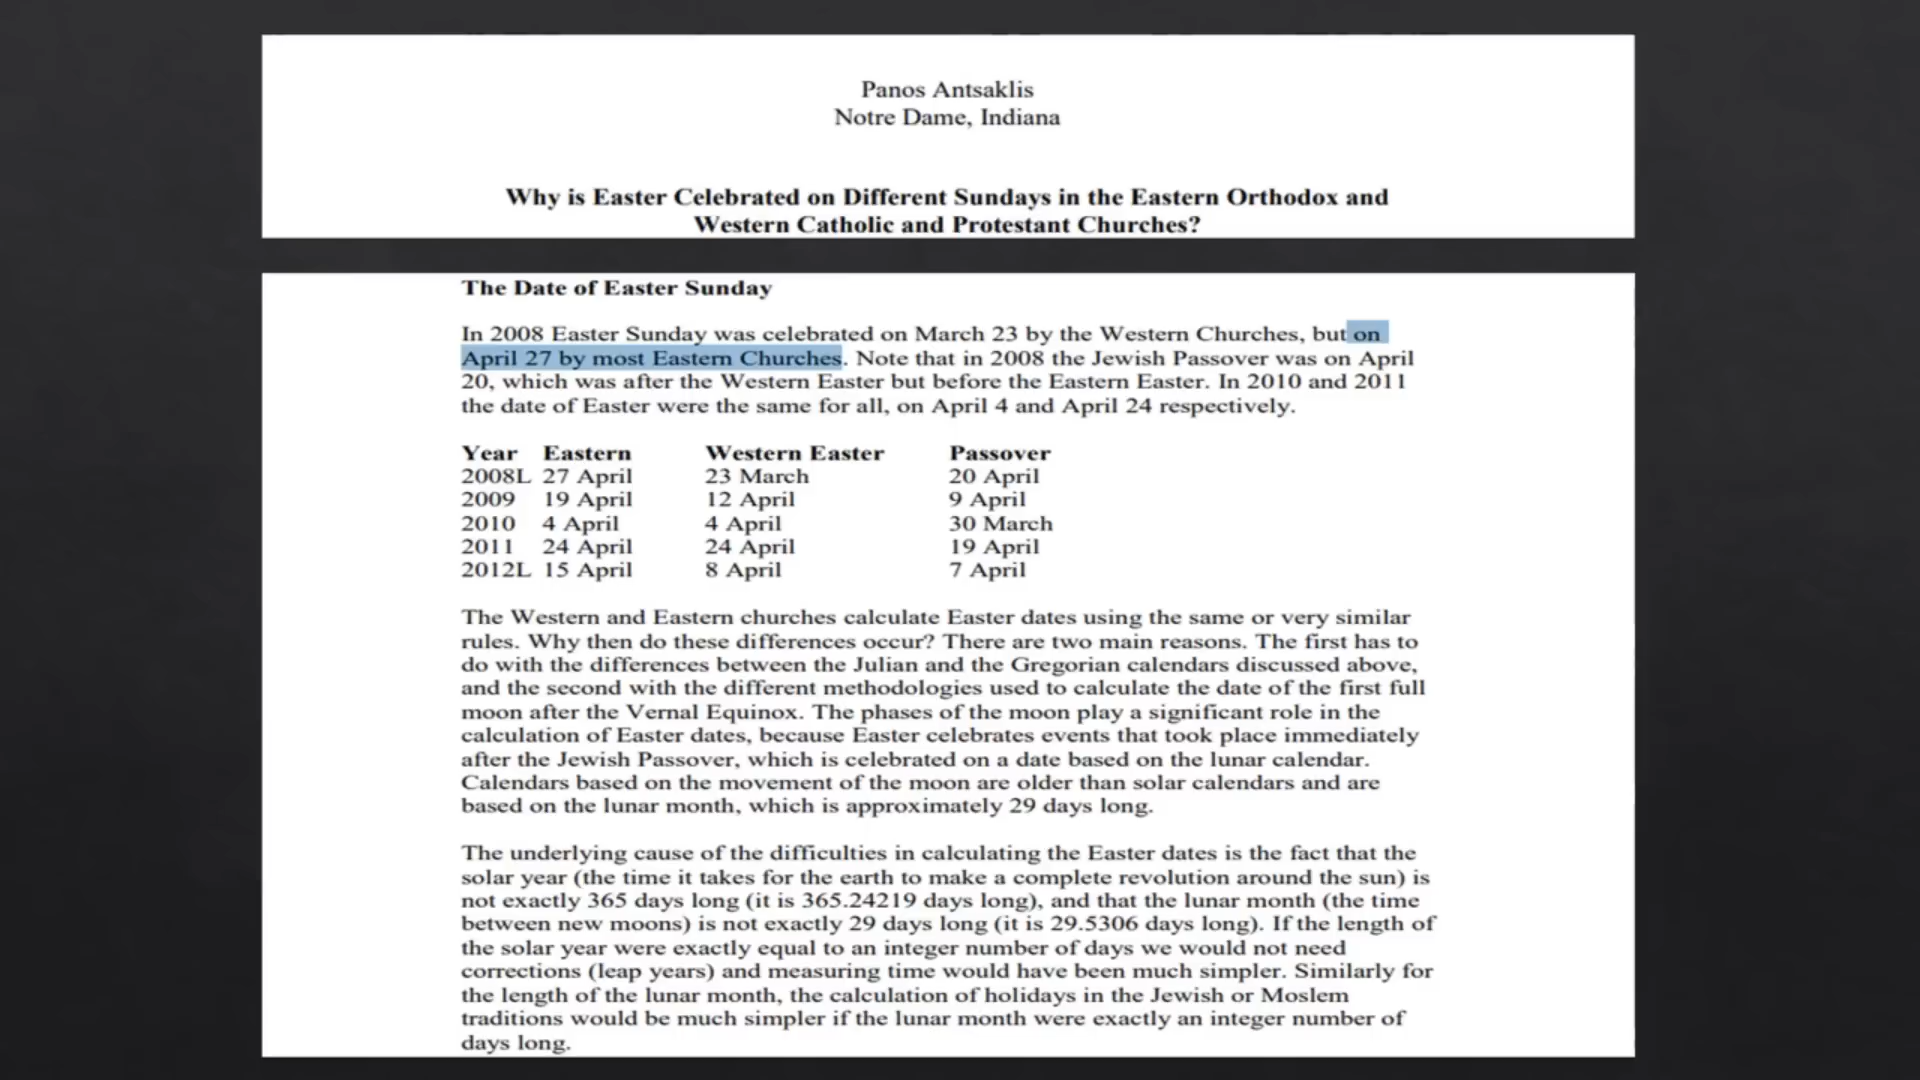 Panos Antsaklis
Notre Dame, Indiana
Why is Easter Celebrated on Different Sundays in the Eastern Orthodox and
Western Catholic and Protestant Churches?
The Date of Easter Sunday
In 2008 Easter Sunday was celebrated on March 23 by the Western Churches, but on
April 27 by most Eastern Churches. Note that in 2008 the Jewish Passover was on April
20, which was after the Western Easter but before the Eastern Easter. In 2010 and 2011
the date of Easter were the same for all, on April 4 and April 24 respectively.
Year Eastern Western Easter Passover
2008L 27 April 23 March 20 April
2009 19 April 12 April 9 April
2010 4 April 4 April 30 March
2011 24 April 24 April 19 April
2012L 15 April 8 April 7 April
The Western and Eastern churches calculate Easter dates using the same or very similar
rules. Why then do these differences occur? There are two main reasons. The first has to
do with the differences between the Julian and the Gregorian calendars discussed above,
and the second with the different methodologies used to calculate the date of the first full
moon after the Vernal Equinox. The phases of the moon play a significant role in the
calculation of Easter dates, because Easter celebrates events that took place immediately
after the Jewish Passover, which is celebrated on a date based on the lunar calendar.
Calendars based on the movement of the moon are older than solar calendars and are
based on the lunar month, which is approximately 29 days long.
The underlying cause of the difficulties in calculating the Easter dates is the fact that the
solar year (the time it takes for the earth to make a complete revolution around the sun) is
not exactly 365 days long (it is 365.24219 days long), and that the lunar month (the time
between new moons) is not exactly 29 days long (it is 29.5306 days long). If the length of
the solar year were exactly equal to an integer number of days we would not need
corrections (leap years) and measuring time would have been much simpler. Similarly for
the length of the lunar month, the calculation of holidays in the Jewish or Moslem
traditions would be much simpler if the lunar month were exactly an integer number of
days long.